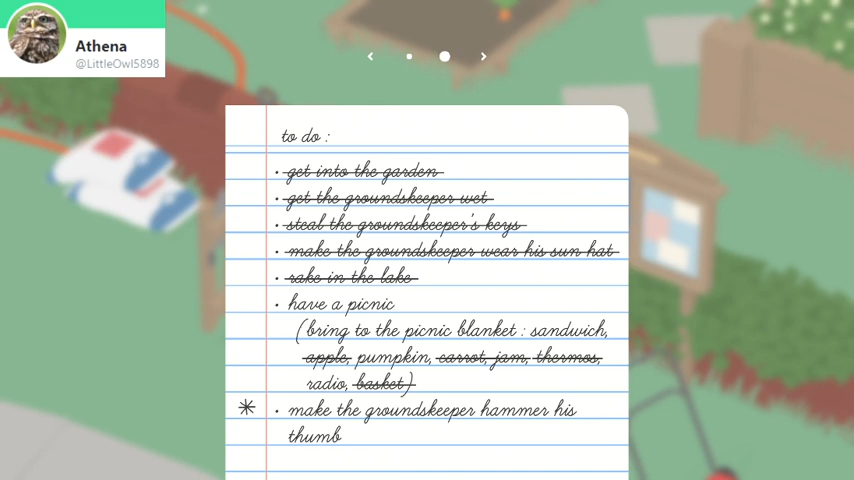 Athena
@LittleOwl5898
to do :
· get into the garden
· get the groundskeeper wet
· steal the groundskeeper's keys
· make the groundskeeper wear his sun hat
· rake in the lake
· have a picnic
(bring to the picnic blanket : sandwich,
apple, pumpkin, carrot, jam, thermos,
radio, basket)
* · make the groundskeeper hammer his
thumb